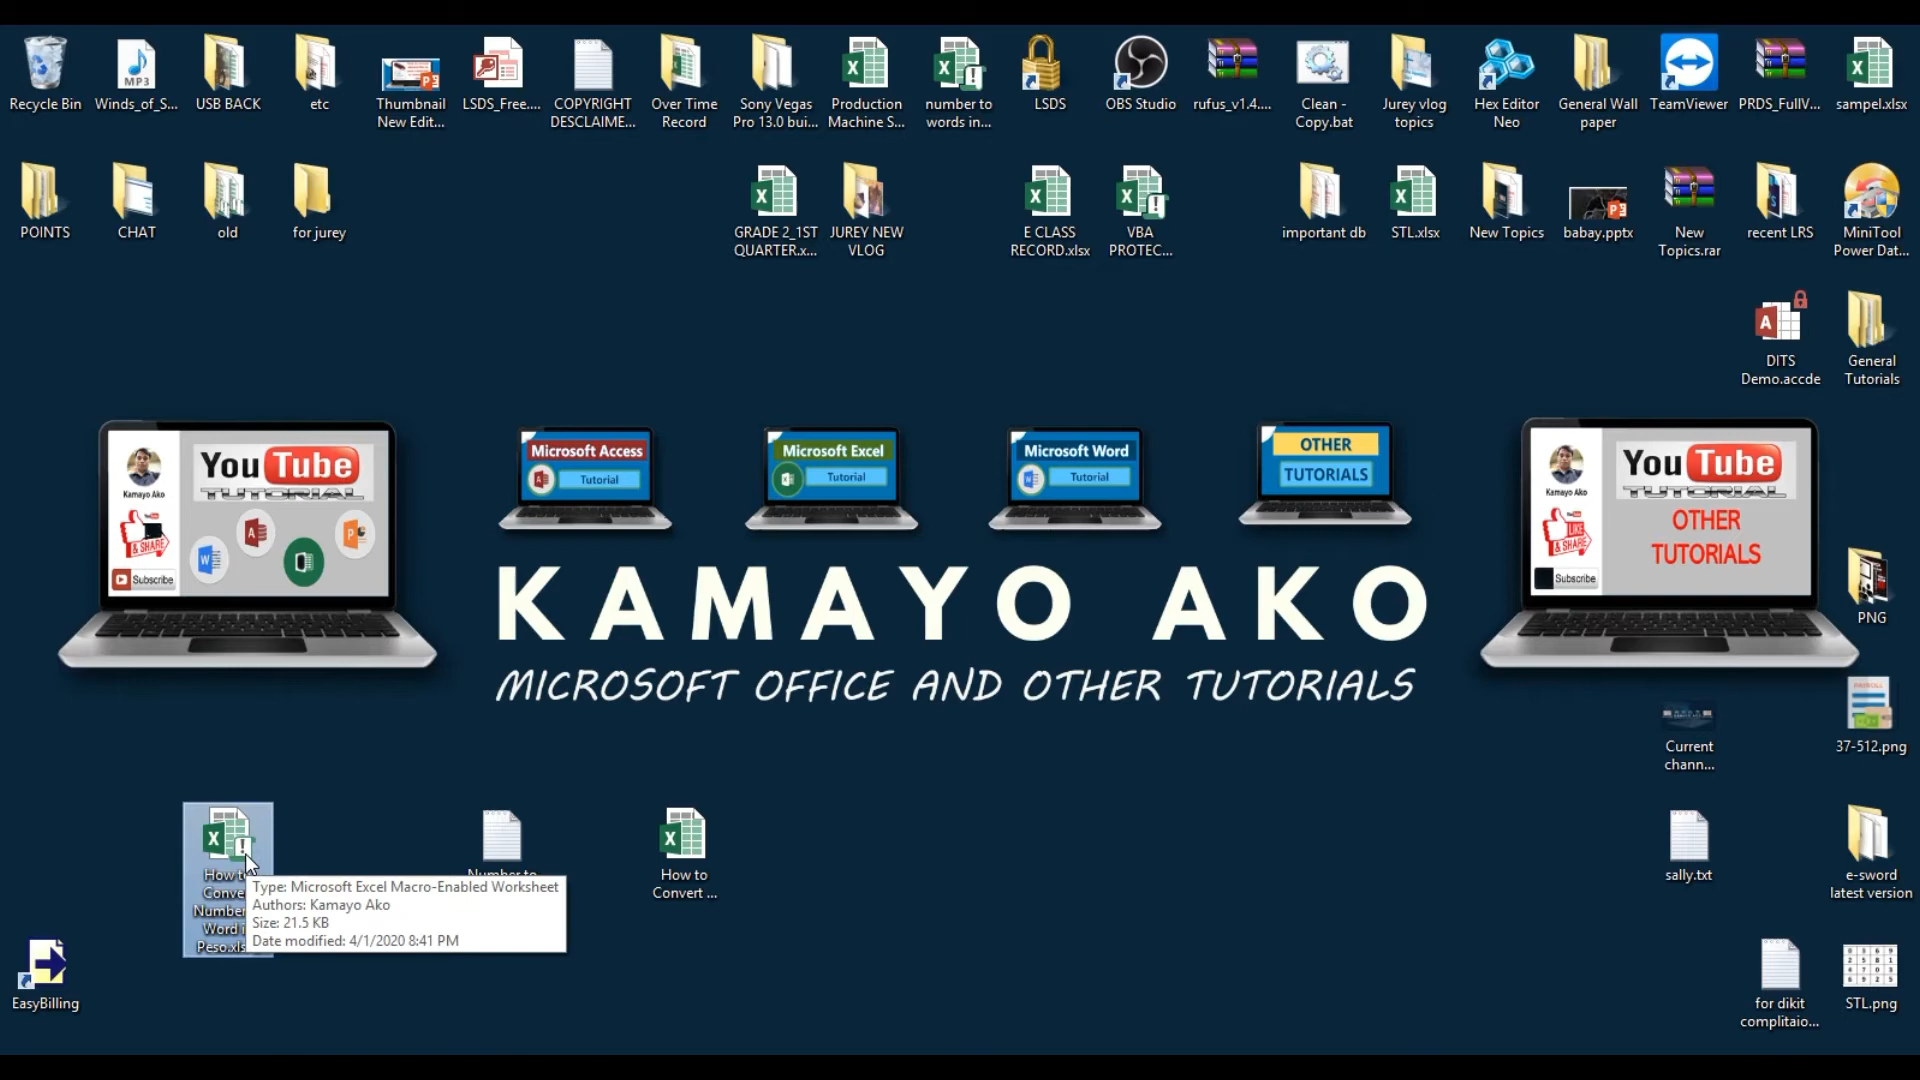 Recycle Bin
Winds_of_S...
USB BACK
etc
Thumbnail
New Edit...
LSDS_Free....
COPYRIGHT
DESCLAIME...
Over Time
Record
Sony Vegas
Pro 13.0 bui...
Production
Machine S...
number to
words in...
LSDS
OBS Studio
rufus_v1.4....
Clean -
Copy.bat
Jurey vlog
topics
Hex Editor
Neo
General Wall
paper
TeamViewer
PRDS_FullV...
sampel.xlsx
MP3
POINTS
CHAT
old
for jurey
GRADE 2_1ST
QUARTER.x...
JUREY NEW
VLOG
E CLASS
RECORD.xlsx
VBA
PROTEC...
important db
STL.xlsx
New Topics
babay.pptx
New
Topics.rar
recent LRS
MiniTool
Power Dat...
DITS
Demo.accde
General
Tutorials
Kamayo Ako
YouTube
TUTORIAL
Subscribe
Microsoft Access
Tutorial
Microsoft Excel
Tutorial
Microsoft Word
Tutorial
OTHER
TUTORIALS
Kamayo Ako
YouTube
TUTORIAL
OTHER
TUTORIALS
LIKE
& SHARE
Subscribe
KAMAYO AKO
MICROSOFT OFFICE AND OTHER TUTORIALS
PNG
Current
chann...
PAYROLL
37-512.png
How to
Convert ...
sally.txt
e-sword
latest version
Type: Microsoft Excel Macro-Enabled Worksheet
Authors: Kamayo Ako
Size: 21.5 KB
Date modified: 4/1/2020 8:41 PM
EasyBilling
for dikit
complitaio...
STL.png